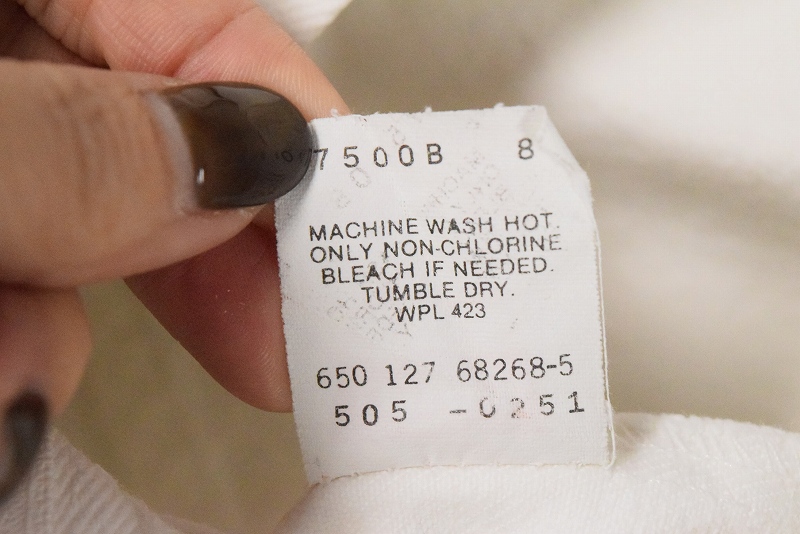 7500B 8
MACHINE WASH HOT.
ONLY NON-CHLORINE
BLEACH IF NEEDED.
TUMBLE DRY.
WPL 423
650 127 68268-5
505 -0251